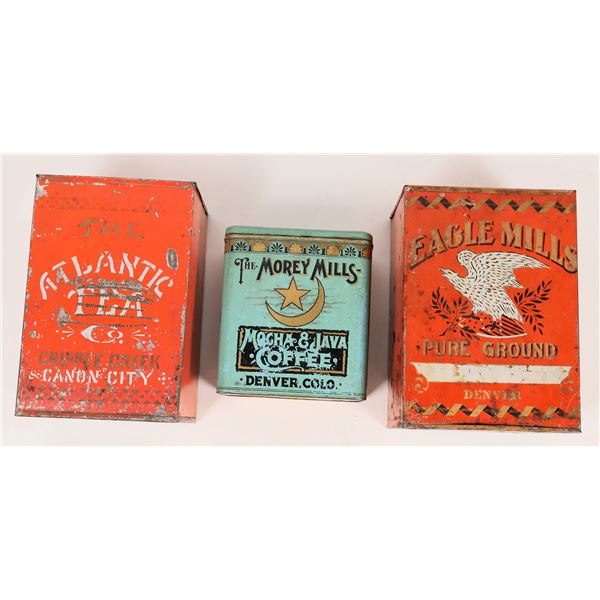 THE
ATLANTIC
TEA
Co.
CRIPPLE CREEK
CANON CITY
THE MOREY MILLS
MOCHA & JAVA
COFFEE
DENVER, COLO.
EAGLE MILLS
PURE GROUND
DENVER